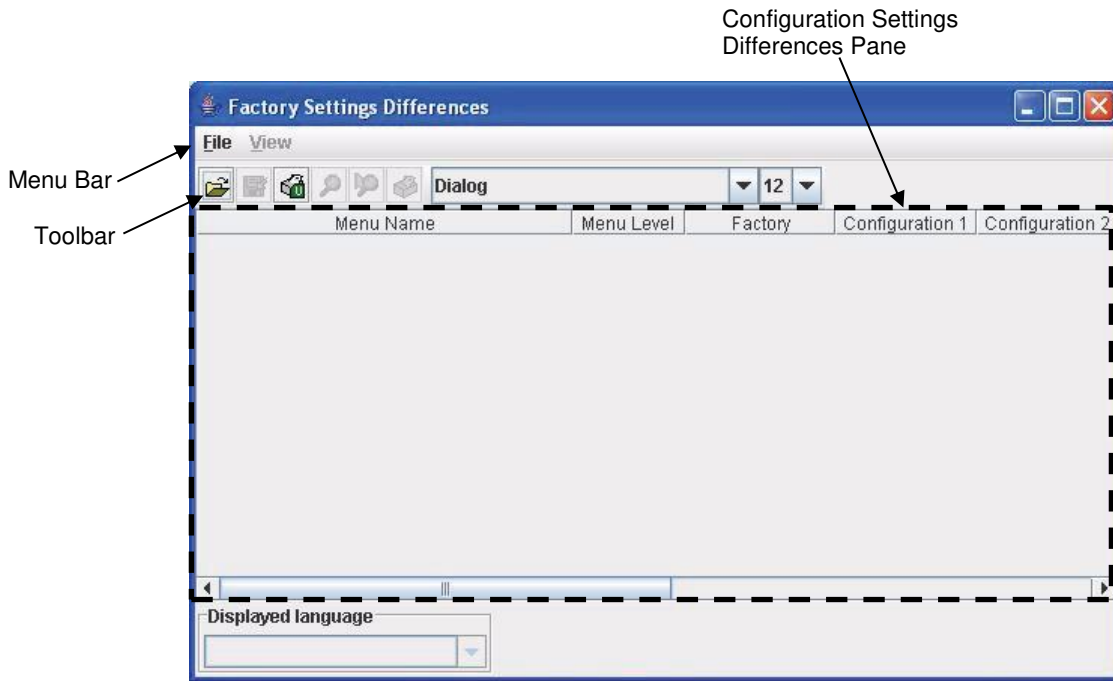 Configuration Settings
Differences Pane
Factory Settings Differences
File View
Menu Bar
Dialog 12
Toolbar
Menu Name Menu Level Factory Configuration 1 Configuration 2
Displayed language